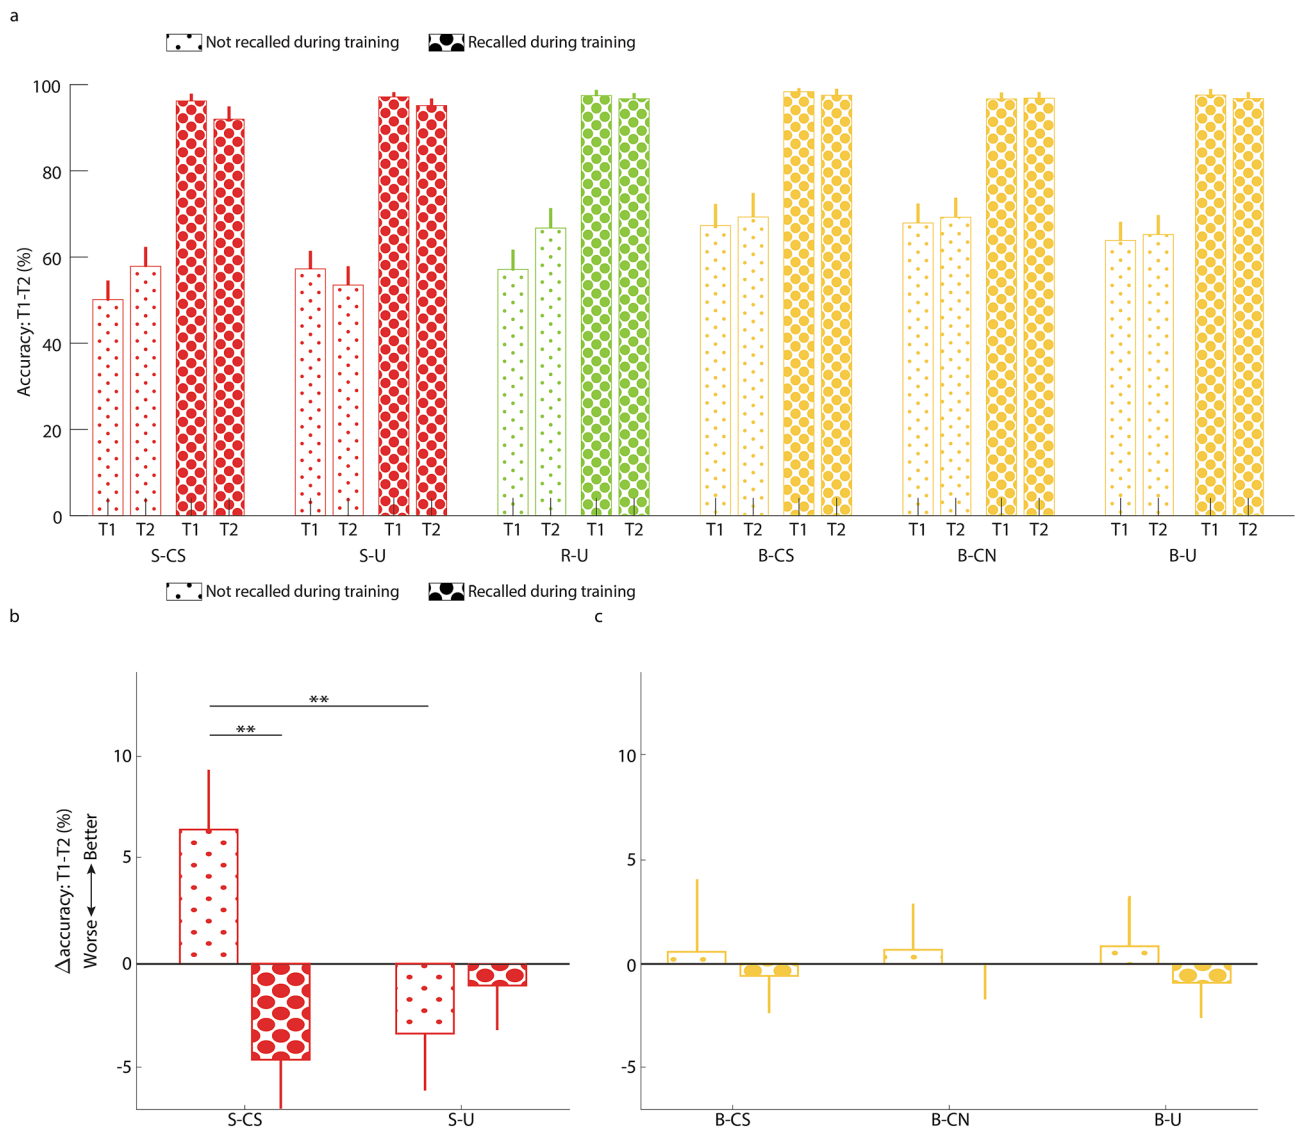 a
Not recalled during training Recalled during training
100
80
60
40
20
0
Accuracy: T1-T2 (%)
T1 T2 T1 T2 T1 T2 T1 T2 T1 T2 T1 T2 T1 T2 T1 T2 T1 T2 T1 T2 T1 T2 T1 T2
S-CS S-U R-U B-CS B-CN B-U
Not recalled during training Recalled during training
b
**
**
10
5
0
-5
△accuracy: T1-T2 (%)
Worse ↔ Better
S-CS S-U
c
10
5
0
-5
B-CS B-CN B-U